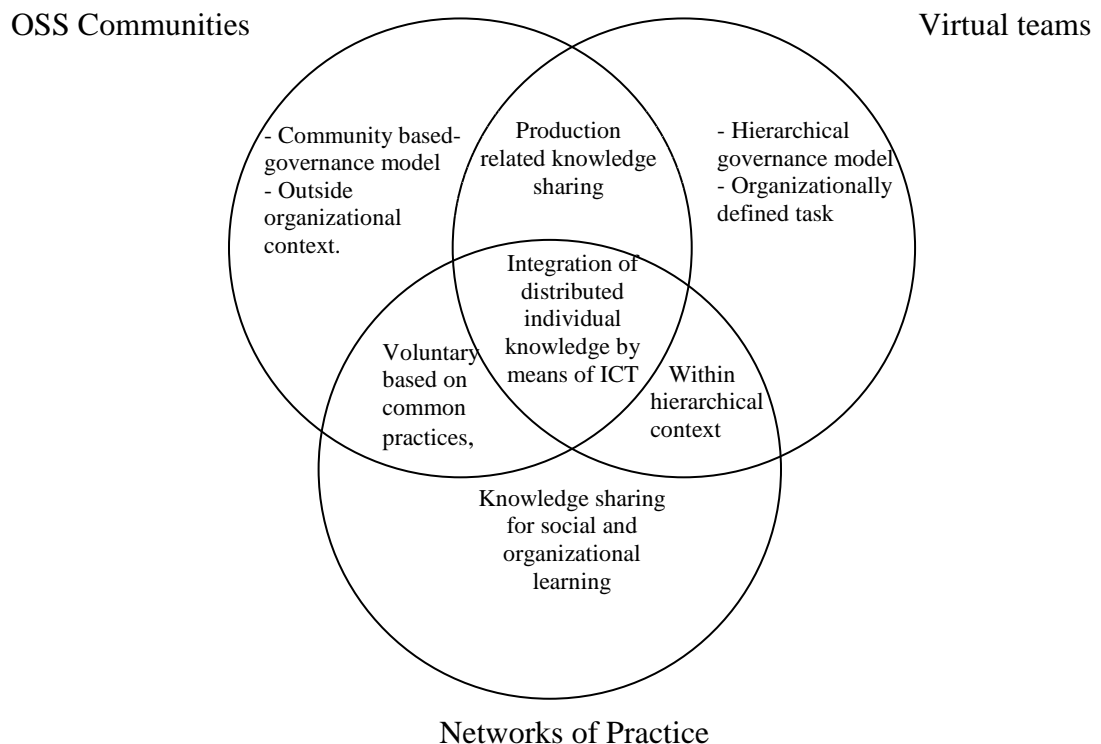 OSS Communities
Virtual teams
- Community based-
governance model
- Outside
organizational
context.
Production
related knowledge
sharing
- Hierarchical
governance model
- Organizationally
defined task
Integration of
distributed
individual
knowledge by
means of ICT
Voluntary
based on
common
practices,
Within
hierarchical
context
Knowledge sharing
for social and
organizational
learning
Networks of Practice